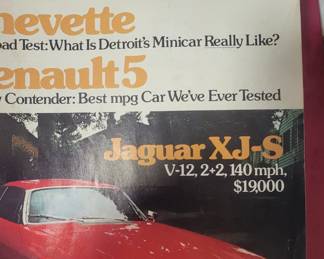 hevette
oad Test: What Is Detroit's Minicar Really Like?
enault 5
Contender: Best mpg Car We've Ever Tested
Jaguar XJ-S
V-12, 2+2, 140 mph,
$19,000